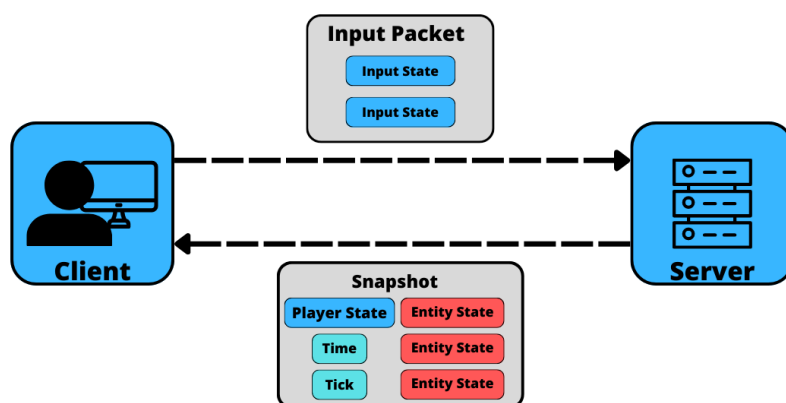 Input Packet
Input State
Input State
Client
Server
Snapshot
Player State
Entity State
Time
Entity State
Tick
Entity State